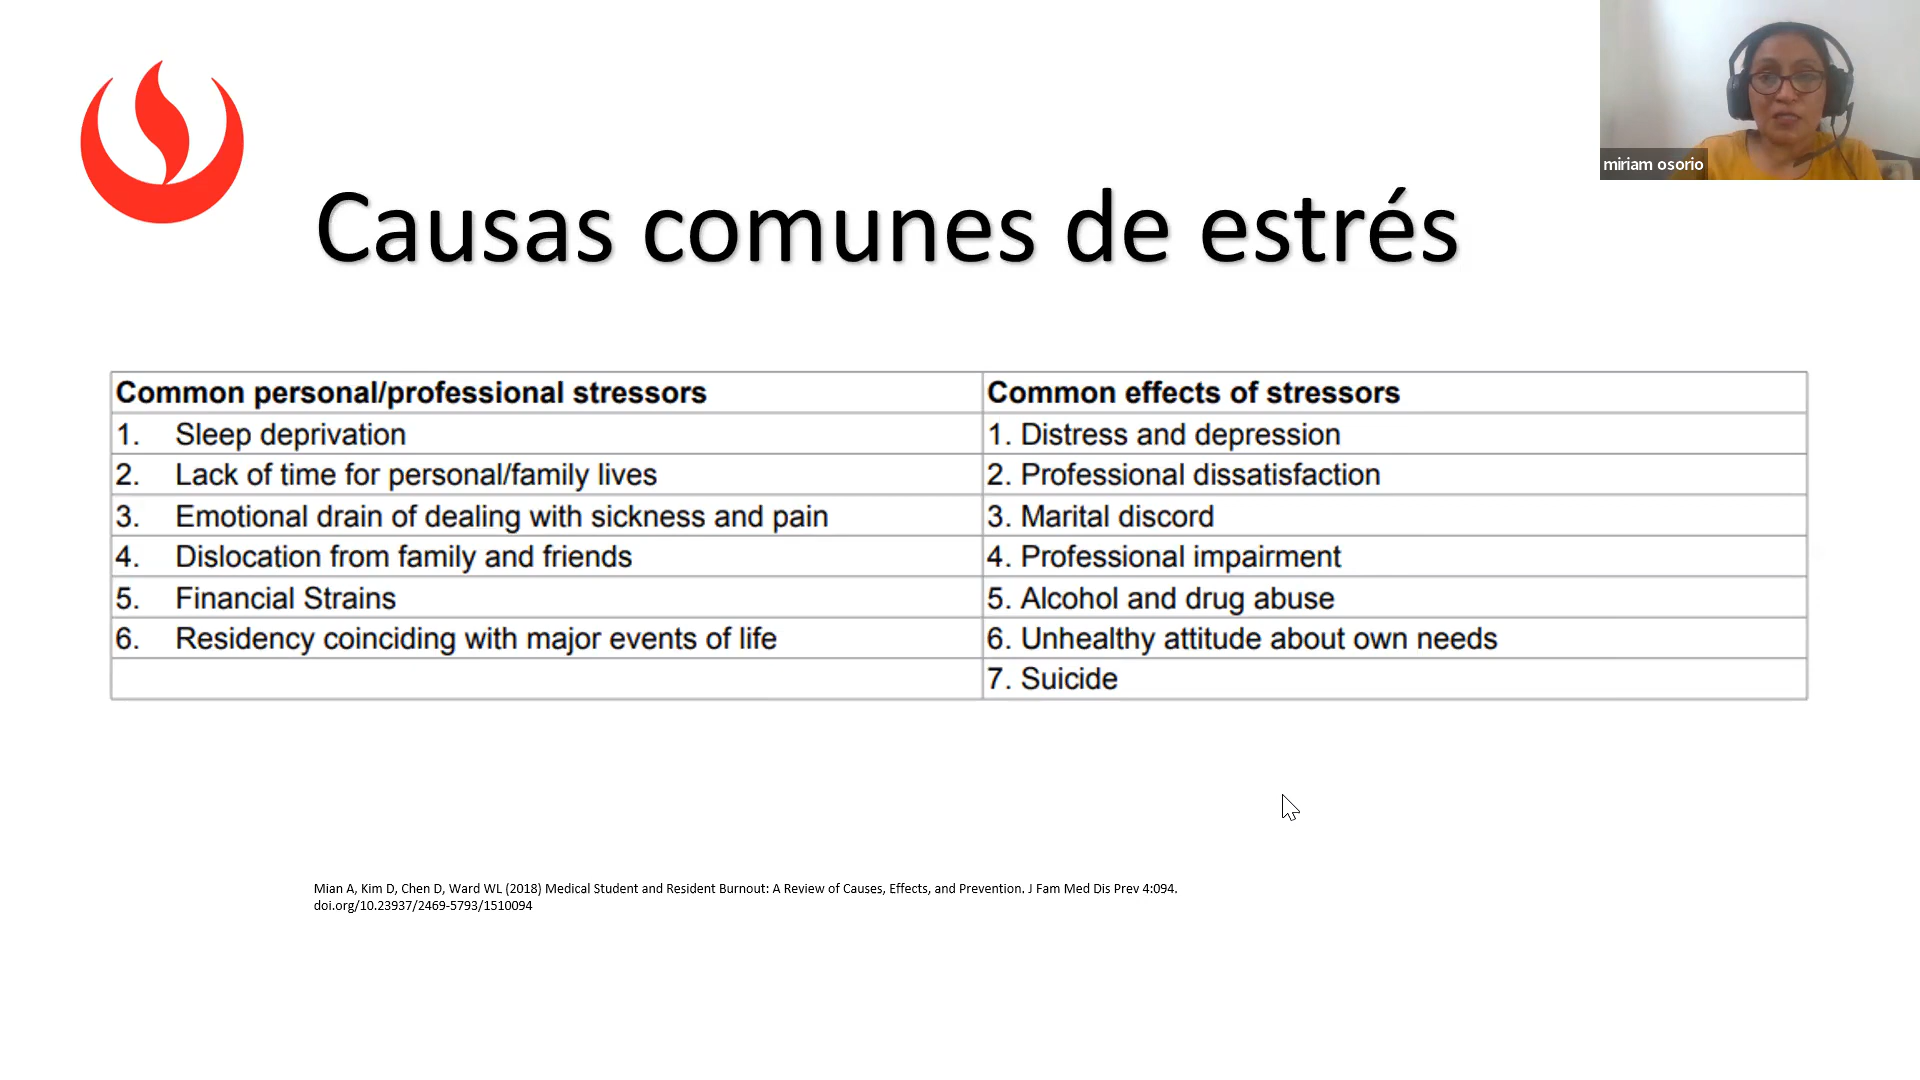 miriam osorio
Causas comunes de estrés
Common personal/professional stressors
Common effects of stressors
1. Sleep deprivation
1. Distress and depression
2. Lack of time for personal/family lives
2. Professional dissatisfaction
3. Emotional drain of dealing with sickness and pain
3. Marital discord
4. Dislocation from family and friends
4. Professional impairment
5. Financial Strains
5. Alcohol and drug abuse
6. Residency coinciding with major events of life
6. Unhealthy attitude about own needs
7. Suicide
Mian A, Kim D, Chen D, Ward WL (2018) Medical Student and Resident Burnout: A Review of Causes, Effects, and Prevention. J Fam Med Dis Prev 4:094.
doi.org/10.23937/2469-5793/1510094